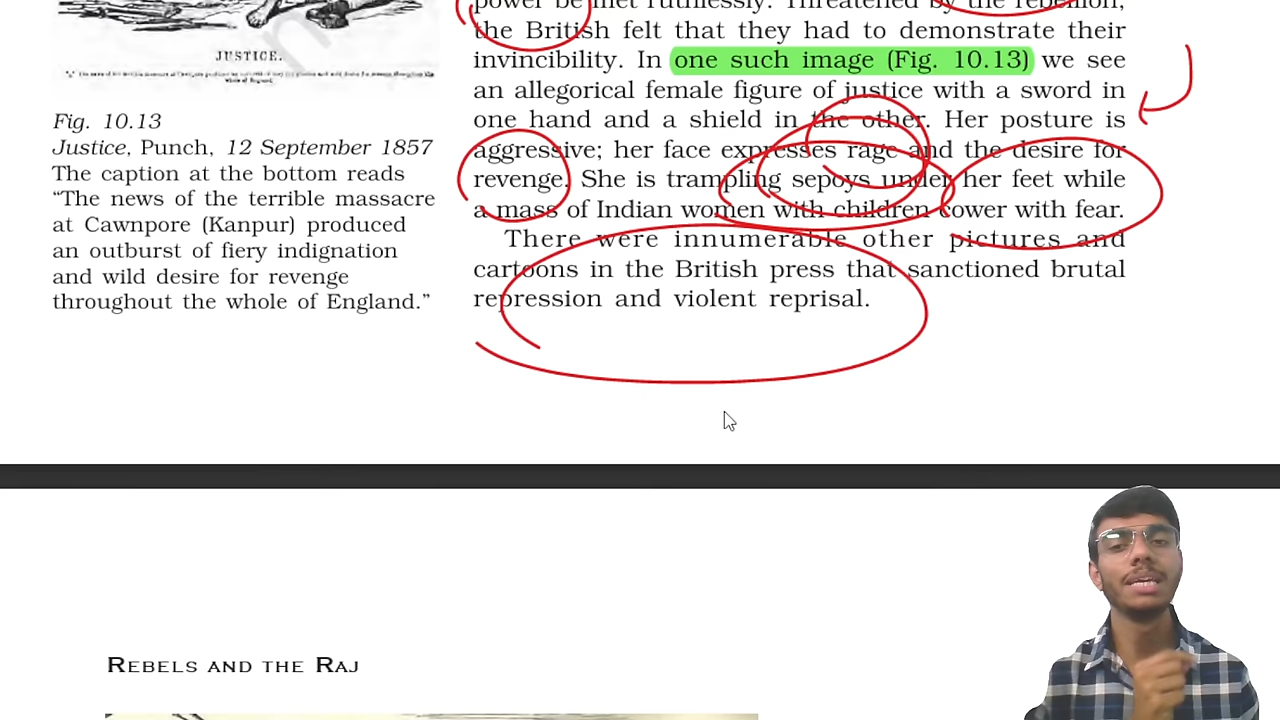 power be met ruthlessly. Threatened by the rebellion,
the British felt that they had to demonstrate their
invincibility. In one such image (Fig. 10.13) we see
an allegorical female figure of justice with a sword in
one hand and a shield in the other. Her posture is
aggressive; her face expresses rage and the desire for
revenge. She is trampling sepoys under her feet while
a mass of Indian women with children cower with fear.
There were innumerable other pictures and
cartoons in the British press that sanctioned brutal
repression and violent reprisal.
JUSTICE.
Fig. 10.13
Justice, Punch, 12 September 1857
The caption at the bottom reads
“The news of the terrible massacre
at Cawnpore (Kanpur) produced
an outburst of fiery indignation
and wild desire for revenge
throughout the whole of England.”
REBELS AND THE RAJ